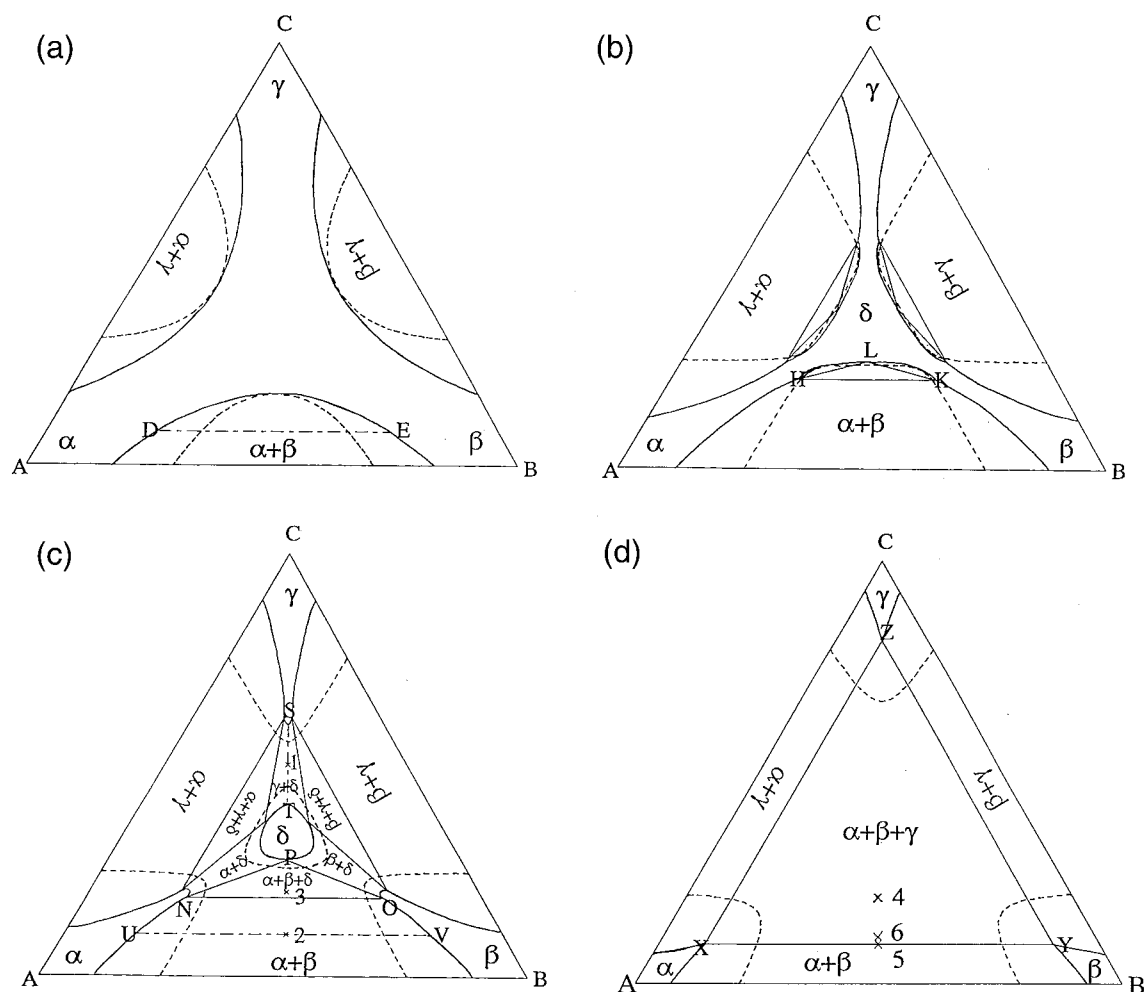 (a)
C
γ
α+γ
β+γ
D
E
α
α+β
β
A
B
(b)
C
γ
α+γ
β+γ
δ
L
H
K
α+β
α
β
A
B
(c)
C
γ
S
α+γ
β+γ
1
γ+δ
α+γ+δ
β+γ+δ
T
δ
P
α+δ
β+δ
α+β+δ
N
3
O
U
2
V
α
α+β
β
A
B
(d)
C
γ
Z
α+γ
β+γ
α+β+γ
4
6
X
Y
α
α+β
5
β
A
B